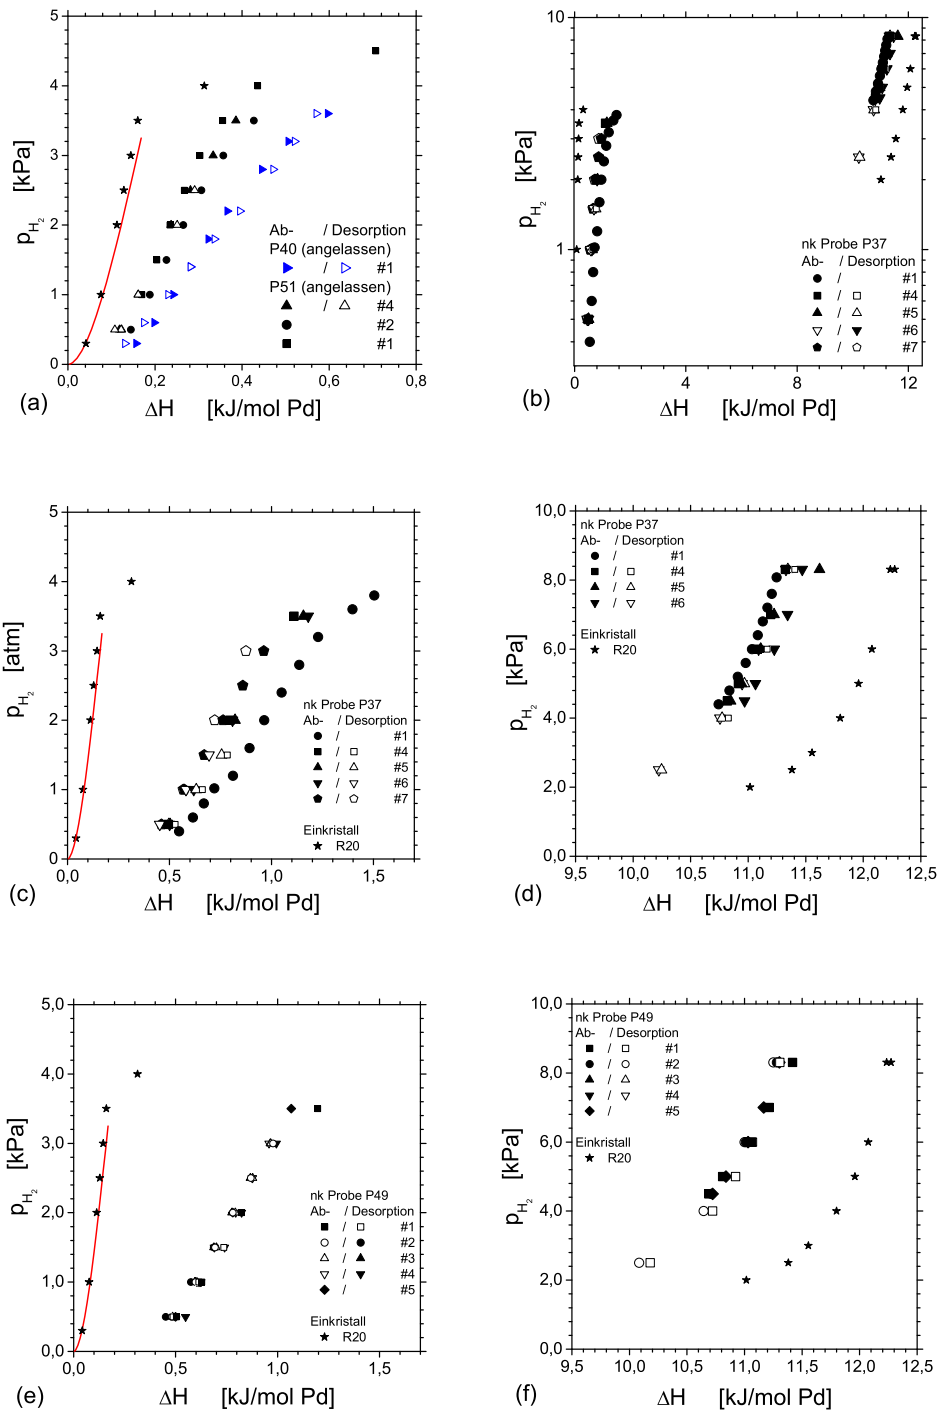 5
4
3
2
1
0
p_H₂ [kPa]
0,0 0,2 0,4 0,6 0,8
ΔH [kJ/mol Pd]
(a)
Ab- / Desorption
P40 (angelassen)
/ #1
P51 (angelassen)
/ #4
#2
#1
10
1
p_H₂ [kPa]
0 4 8 12
ΔH [kJ/mol Pd]
(b)
nk Probe P37
Ab- / Desorption
/ #1
/ #4
/ #5
/ #6
/ #7
5
4
3
2
1
0
p_H₂ [atm]
0,0 0,5 1,0 1,5
ΔH [kJ/mol Pd]
(c)
nk Probe P37
Ab- / Desorption
/ #1
/ #4
/ #5
/ #6
/ #7
Einkristall
R20
10,0
8,0
6,0
4,0
2,0
0,0
p_H₂ [kPa]
9,5 10,0 10,5 11,0 11,5 12,0 12,5
ΔH [kJ/mol Pd]
(d)
nk Probe P37
Ab- / Desorption
/ #1
/ #4
/ #5
/ #6
Einkristall
R20
5,0
4,0
3,0
2,0
1,0
0,0
p_H₂ [kPa]
0,0 0,5 1,0 1,5
ΔH [kJ/mol Pd]
(e)
nk Probe P49
Ab- / Desorption
/ #1
/ #2
/ #3
/ #4
/ #5
Einkristall
R20
10,0
8,0
6,0
4,0
2,0
0,0
p_H₂ [kPa]
9,5 10,0 10,5 11,0 11,5 12,0 12,5
ΔH [kJ/mol Pd]
(f)
nk Probe P49
Ab- / Desorption
/ #1
/ #2
/ #3
/ #4
/ #5
Einkristall
R20